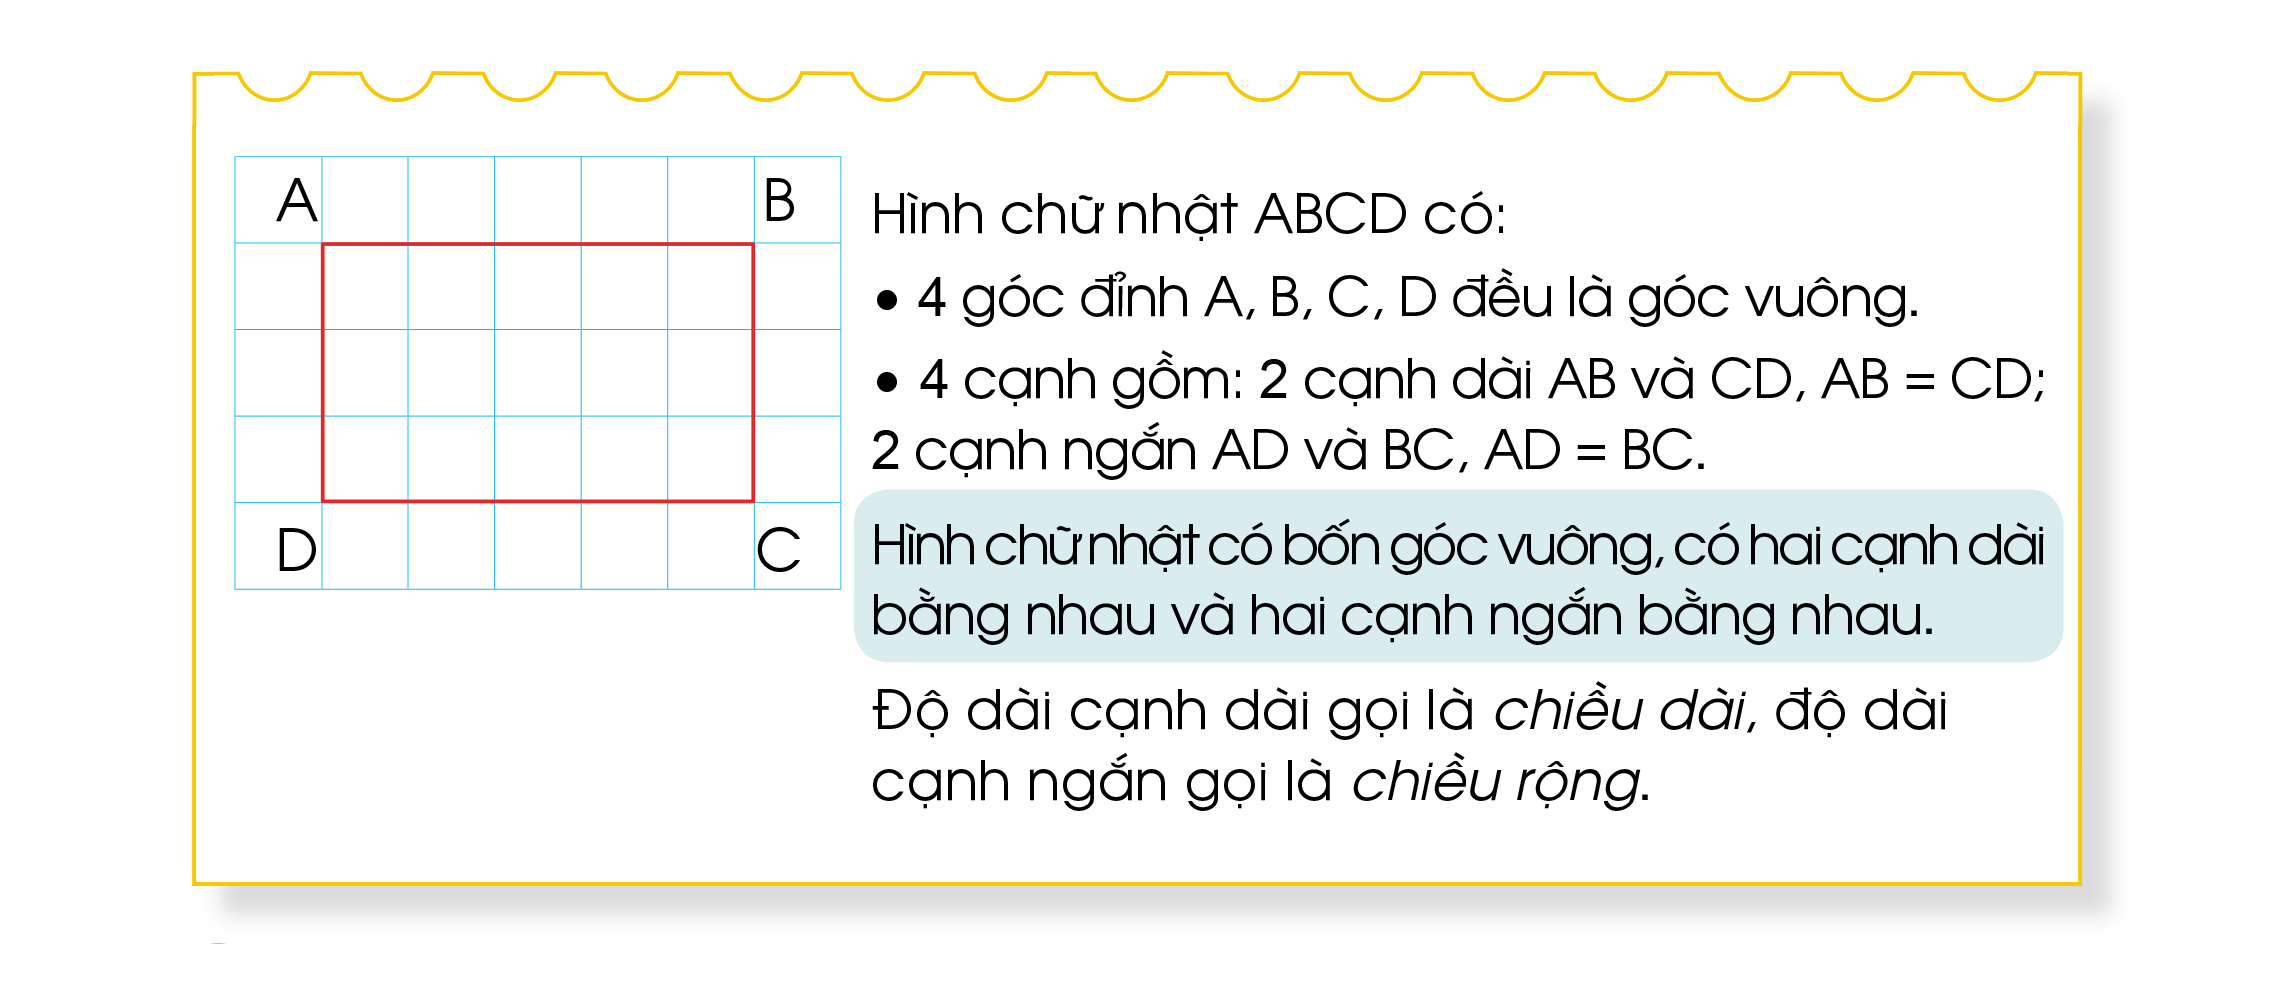 A
B
Hình chữ nhật ABCD có:
• 4 góc đỉnh A, B, C, D đều là góc vuông.
• 4 cạnh gồm: 2 cạnh dài AB và CD, AB = CD;
2 cạnh ngắn AD và BC, AD = BC.
D
C
Hình chữ nhật có bốn góc vuông, có hai cạnh dài
bằng nhau và hai cạnh ngắn bằng nhau.
Độ dài cạnh dài gọi là chiều dài, độ dài
cạnh ngắn gọi là chiều rộng.